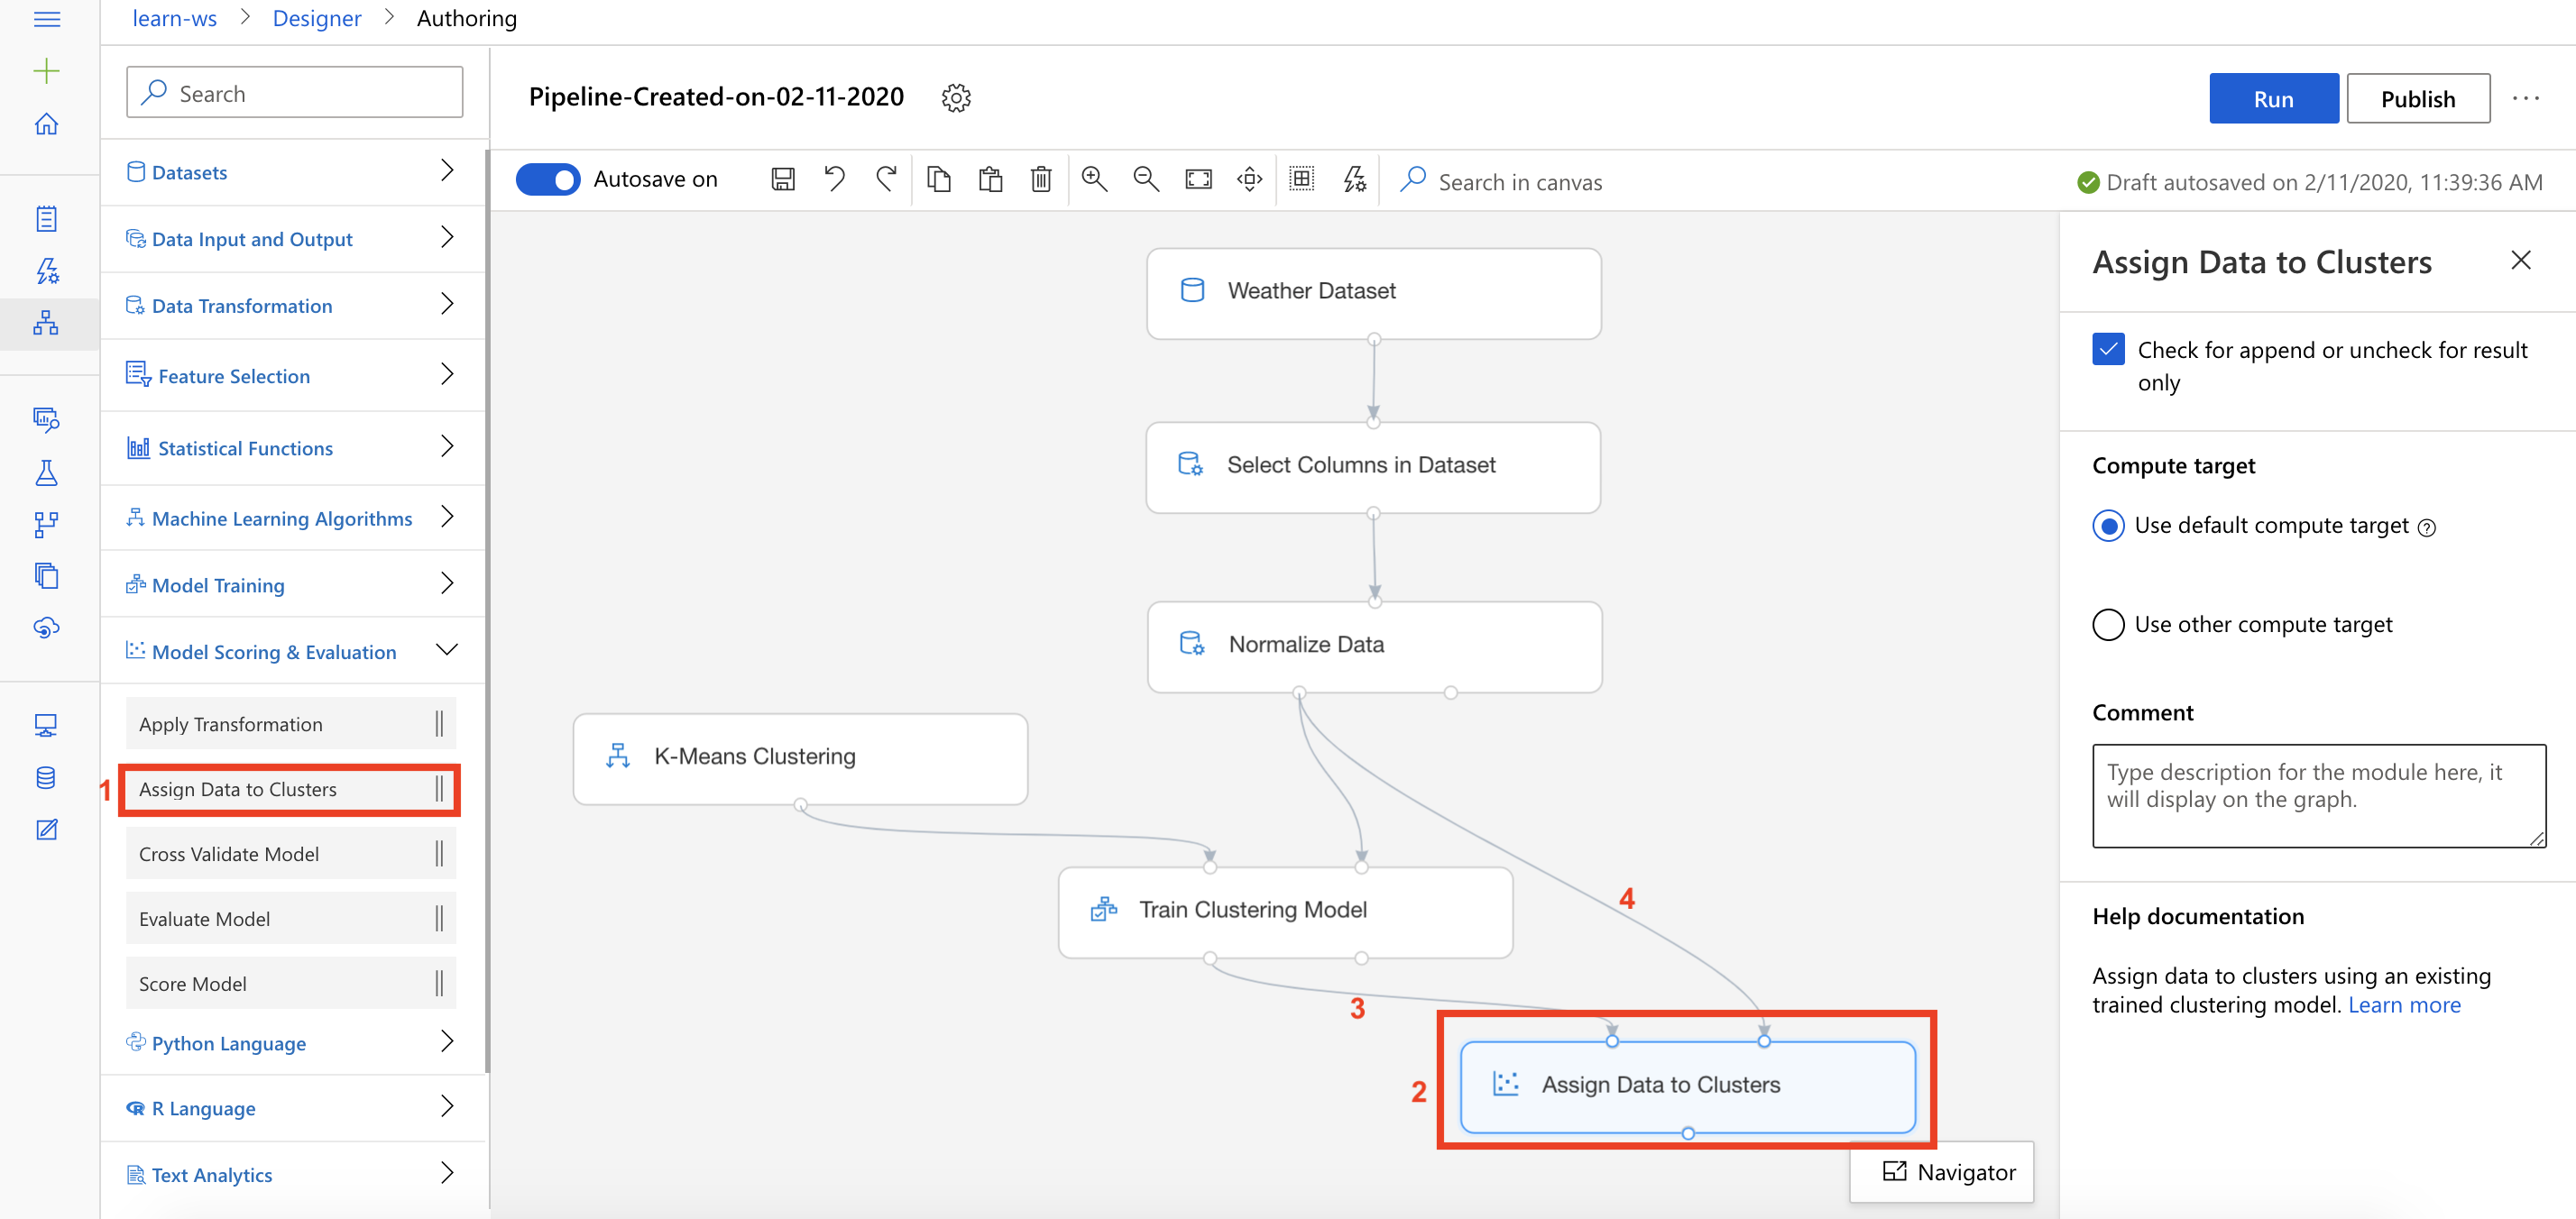 learn-ws > Designer > Authoring
Search
Datasets
Data Input and Output
Data Transformation
Feature Selection
Statistical Functions
Machine Learning Algorithms
Model Training
Model Scoring & Evaluation
Apply Transformation
1
Assign Data to Clusters
Cross Validate Model
Evaluate Model
Score Model
Python Language
R Language
Text Analytics
Pipeline-Created-on-02-11-2020
Run
Publish
Autosave on
Search in canvas
Draft autosaved on 2/11/2020, 11:39:36 AM
Weather Dataset
Select Columns in Dataset
Normalize Data
K-Means Clustering
Train Clustering Model
4
3
2
Assign Data to Clusters
Navigator
Assign Data to Clusters
Check for append or uncheck for result
only
Compute target
Use default compute target
Use other compute target
Comment
Type description for the module here, it
will display on the graph.
Help documentation
Assign data to clusters using an existing
trained clustering model. Learn more